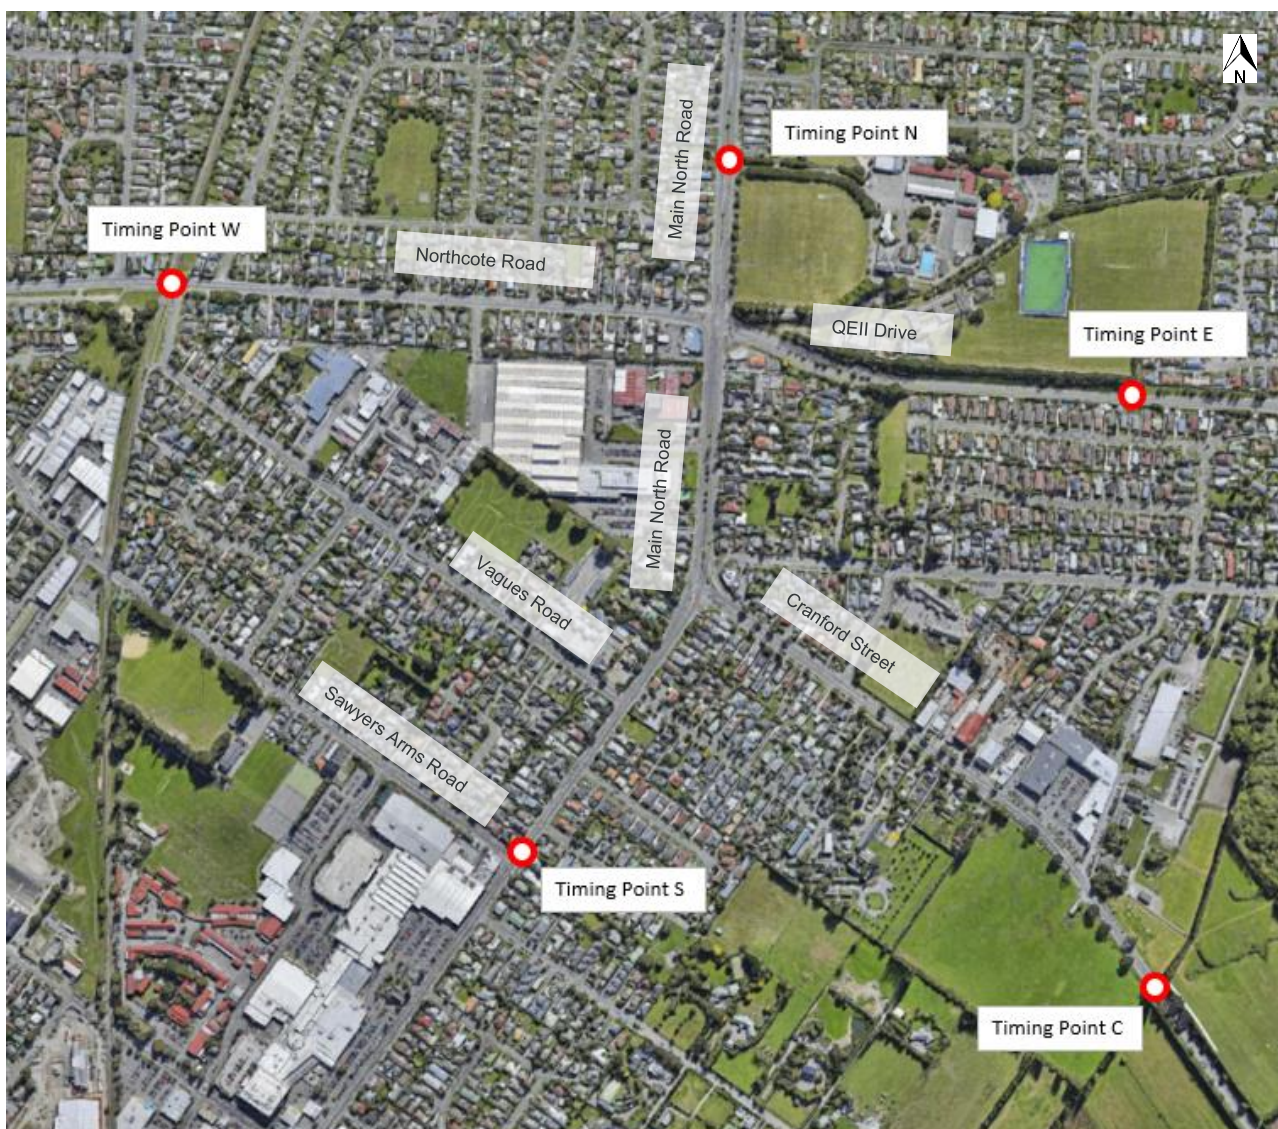 N
Timing Point N
Main North Road
Timing Point W
Northcote Road
QEII Drive
Timing Point E
Main North Road
Vagues Road
Cranford Street
Sawyers Arms Road
Timing Point S
Timing Point C